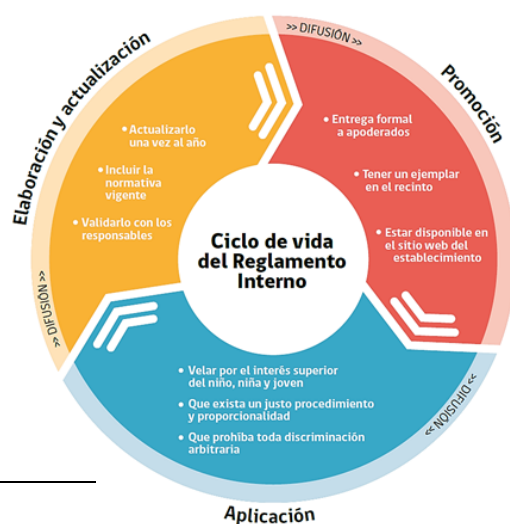 Elaboración y actualización
• Actualizarlo
una vez al año
• Incluir la
normativa
vigente
• Validarlo con los
responsables
>> DIFUSIÓN >>
>> DIFUSIÓN >>
Promoción
• Entrega formal
a apoderados
• Tener un ejemplar
en el recinto
• Estar disponible en
el sitio web del
establecimiento
Ciclo de vida
del Reglamento
Interno
• Velar por el interés superior
del niño, niña y joven
• Que exista un justo procedimiento
y proporcionalidad
• Que prohíba toda discriminación
arbitraria
>> DIFUSIÓN >>
Aplicación